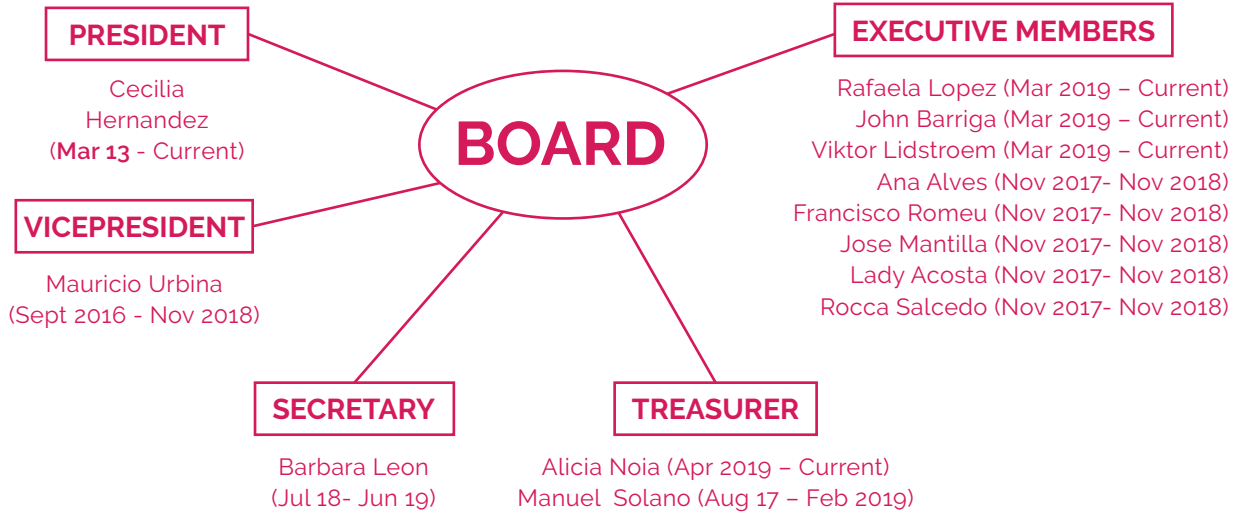 PRESIDENT
Cecilia
Hernandez
(Mar 13 - Current)
VICEPRESIDENT
Mauricio Urbina
(Sept 2016 - Nov 2018)
BOARD
EXECUTIVE MEMBERS
Rafaela Lopez (Mar 2019 – Current)
John Barriga (Mar 2019 – Current)
Viktor Lidstroem (Mar 2019 – Current)
Ana Alves (Nov 2017- Nov 2018)
Francisco Romeu (Nov 2017- Nov 2018)
Jose Mantilla (Nov 2017- Nov 2018)
Lady Acosta (Nov 2017- Nov 2018)
Rocca Salcedo (Nov 2017- Nov 2018)
SECRETARY
Barbara Leon
(Jul 18- Jun 19)
TREASURER
Alicia Noia (Apr 2019 – Current)
Manuel  Solano (Aug 17 – Feb 2019)